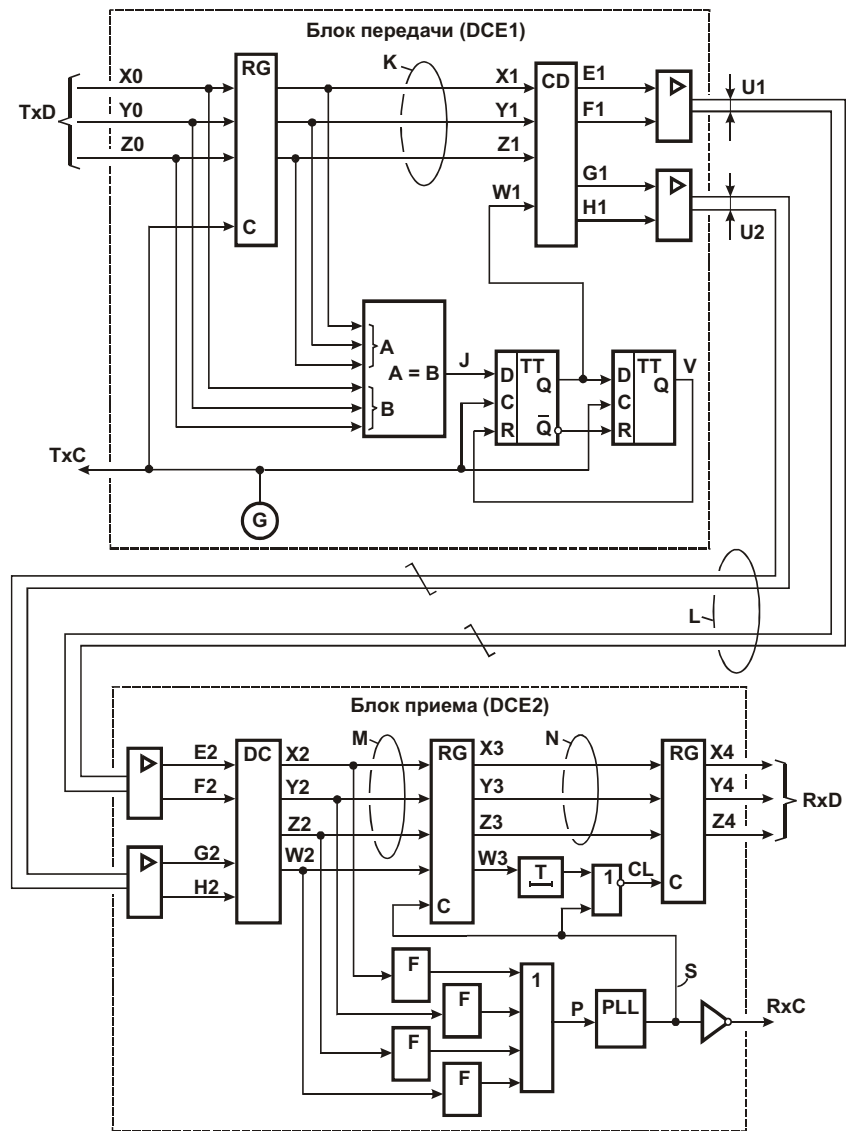 Блок передачи (DCE1)
TxD
X0
Y0
Z0
RG
C
K
X1
Y1
Z1
W1
CD
E1
F1
G1
H1
U1
U2
A
A = B
B
J
D
C
R
TT
Q
Q
D
C
R
TT
Q
V
TxC
G
L
Блок приема (DCE2)
E2
F2
G2
H2
DC
X2
Y2
Z2
W2
M
RG
C
X3
Y3
Z3
W3
N
T
1
CL
RG
C
X4
Y4
Z4
RxD
F
F
F
F
1
P
PLL
S
RxC